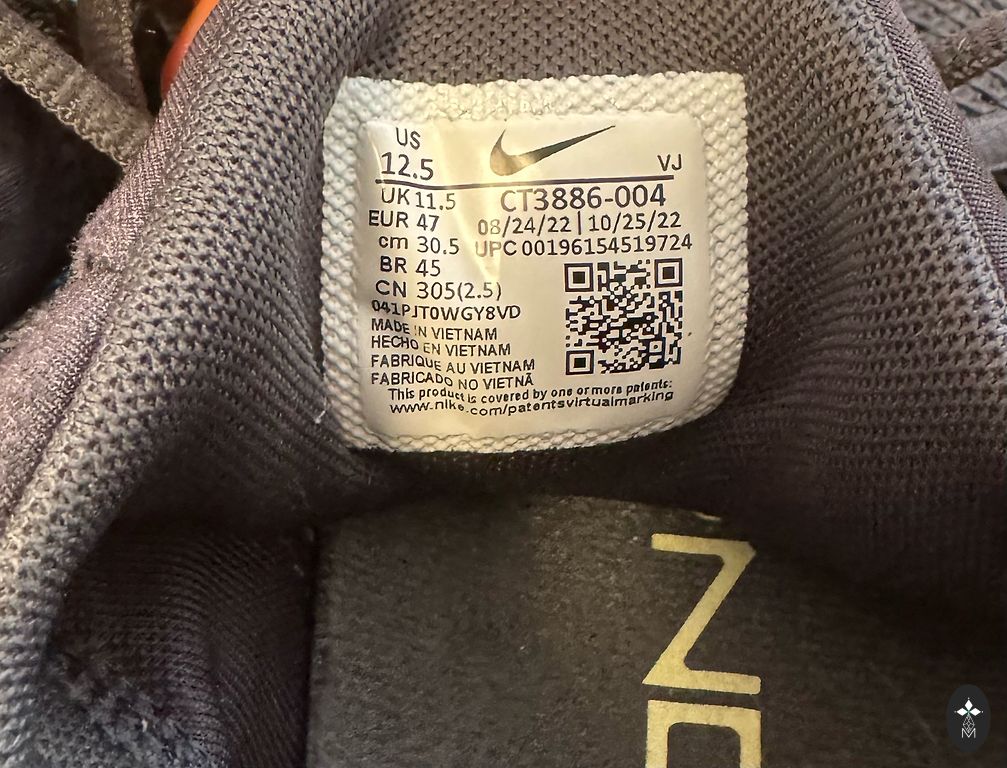 US
12.5
VJ
UK 11.5
CT3886-004
EUR 47
08/24/22 | 10/25/22
cm 30.5
UPC 00196154519724
BR 45
CN 305(2.5)
041PJT0WGY8VD
MADE IN VIETNAM
HECHO EN VIETNAM
FABRIQUE AU VIETNAM
FABRICADO NO VIETNÃ
This product is covered by one or more patents:
www.nike.com/patentsvirtualmarking
M